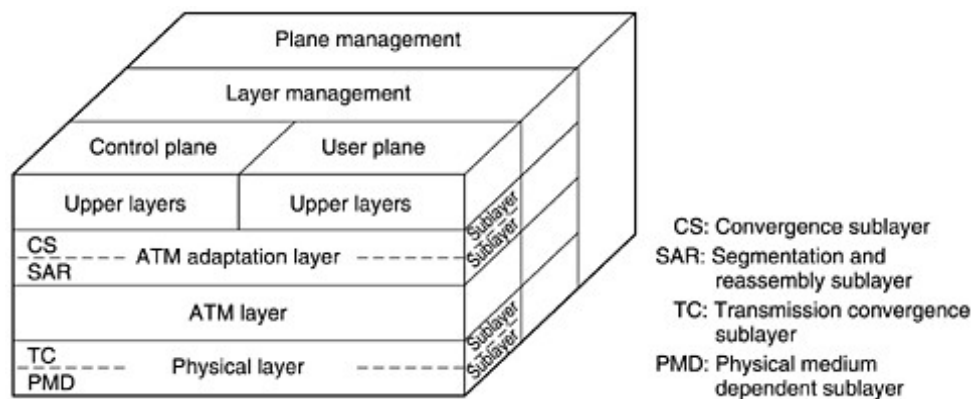 Plane management
Layer management
Control plane User plane
Upper layers Upper layers
Sublayer
CS
ATM adaptation layer
Sublayer
SAR
ATM layer
Sublayer
TC
Physical layer
Sublayer
PMD
CS: Convergence sublayer
SAR: Segmentation and
reassembly sublayer
TC: Transmission convergence
sublayer
PMD: Physical medium
dependent sublayer